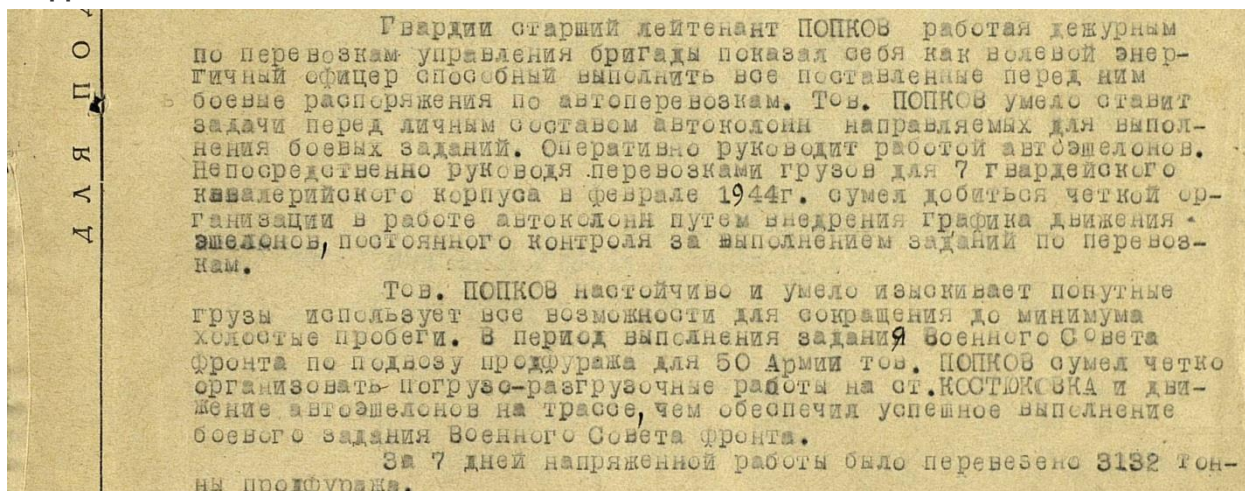 Гвардии старший лейтенант ПОПКОВ работая дежурным
по перевозкам управления бригады показал себя как волевой энер-
гичный офицер способный выполнить все поставленные перед ним
боевые распоряжения по автоперевозкам. Тов. ПОПКОВ умело ставит
задачи перед личным составом автоколонн направляемых для выпол-
нения боевых заданий. Оперативно руководит работой автоэшелонов.
Непосредственно руководя перевозками грузов для 7 гвардейского
кавалерийского корпуса в феврале 1944г. сумел добиться четкой ор-
ганизации в работе автоколонн путем внедрения графика движения
эшелонов, постоянного контроля за выполнением заданий по перевоз-
кам.
Тов. ПОПКОВ настойчиво и умело изыскивает попутные
грузы использует все возможности для сокращения до минимума
холостые пробеги. В период выполнения задания Военного Совета
фронта по подвозу продфуража для 50 Армии тов. ПОПКОВ сумел четко
организовать погрузо-разгрузочные работы на ст.КОСТЮКОВКА и дви-
жение автоэшелонов на трассе, чем обеспечил успешное выполнение
боевого задания Военного Совета фронта.
За 7 дней напряженной работы было перевезено 3132 тон-
ны продфуража.
ДЛЯ ПО